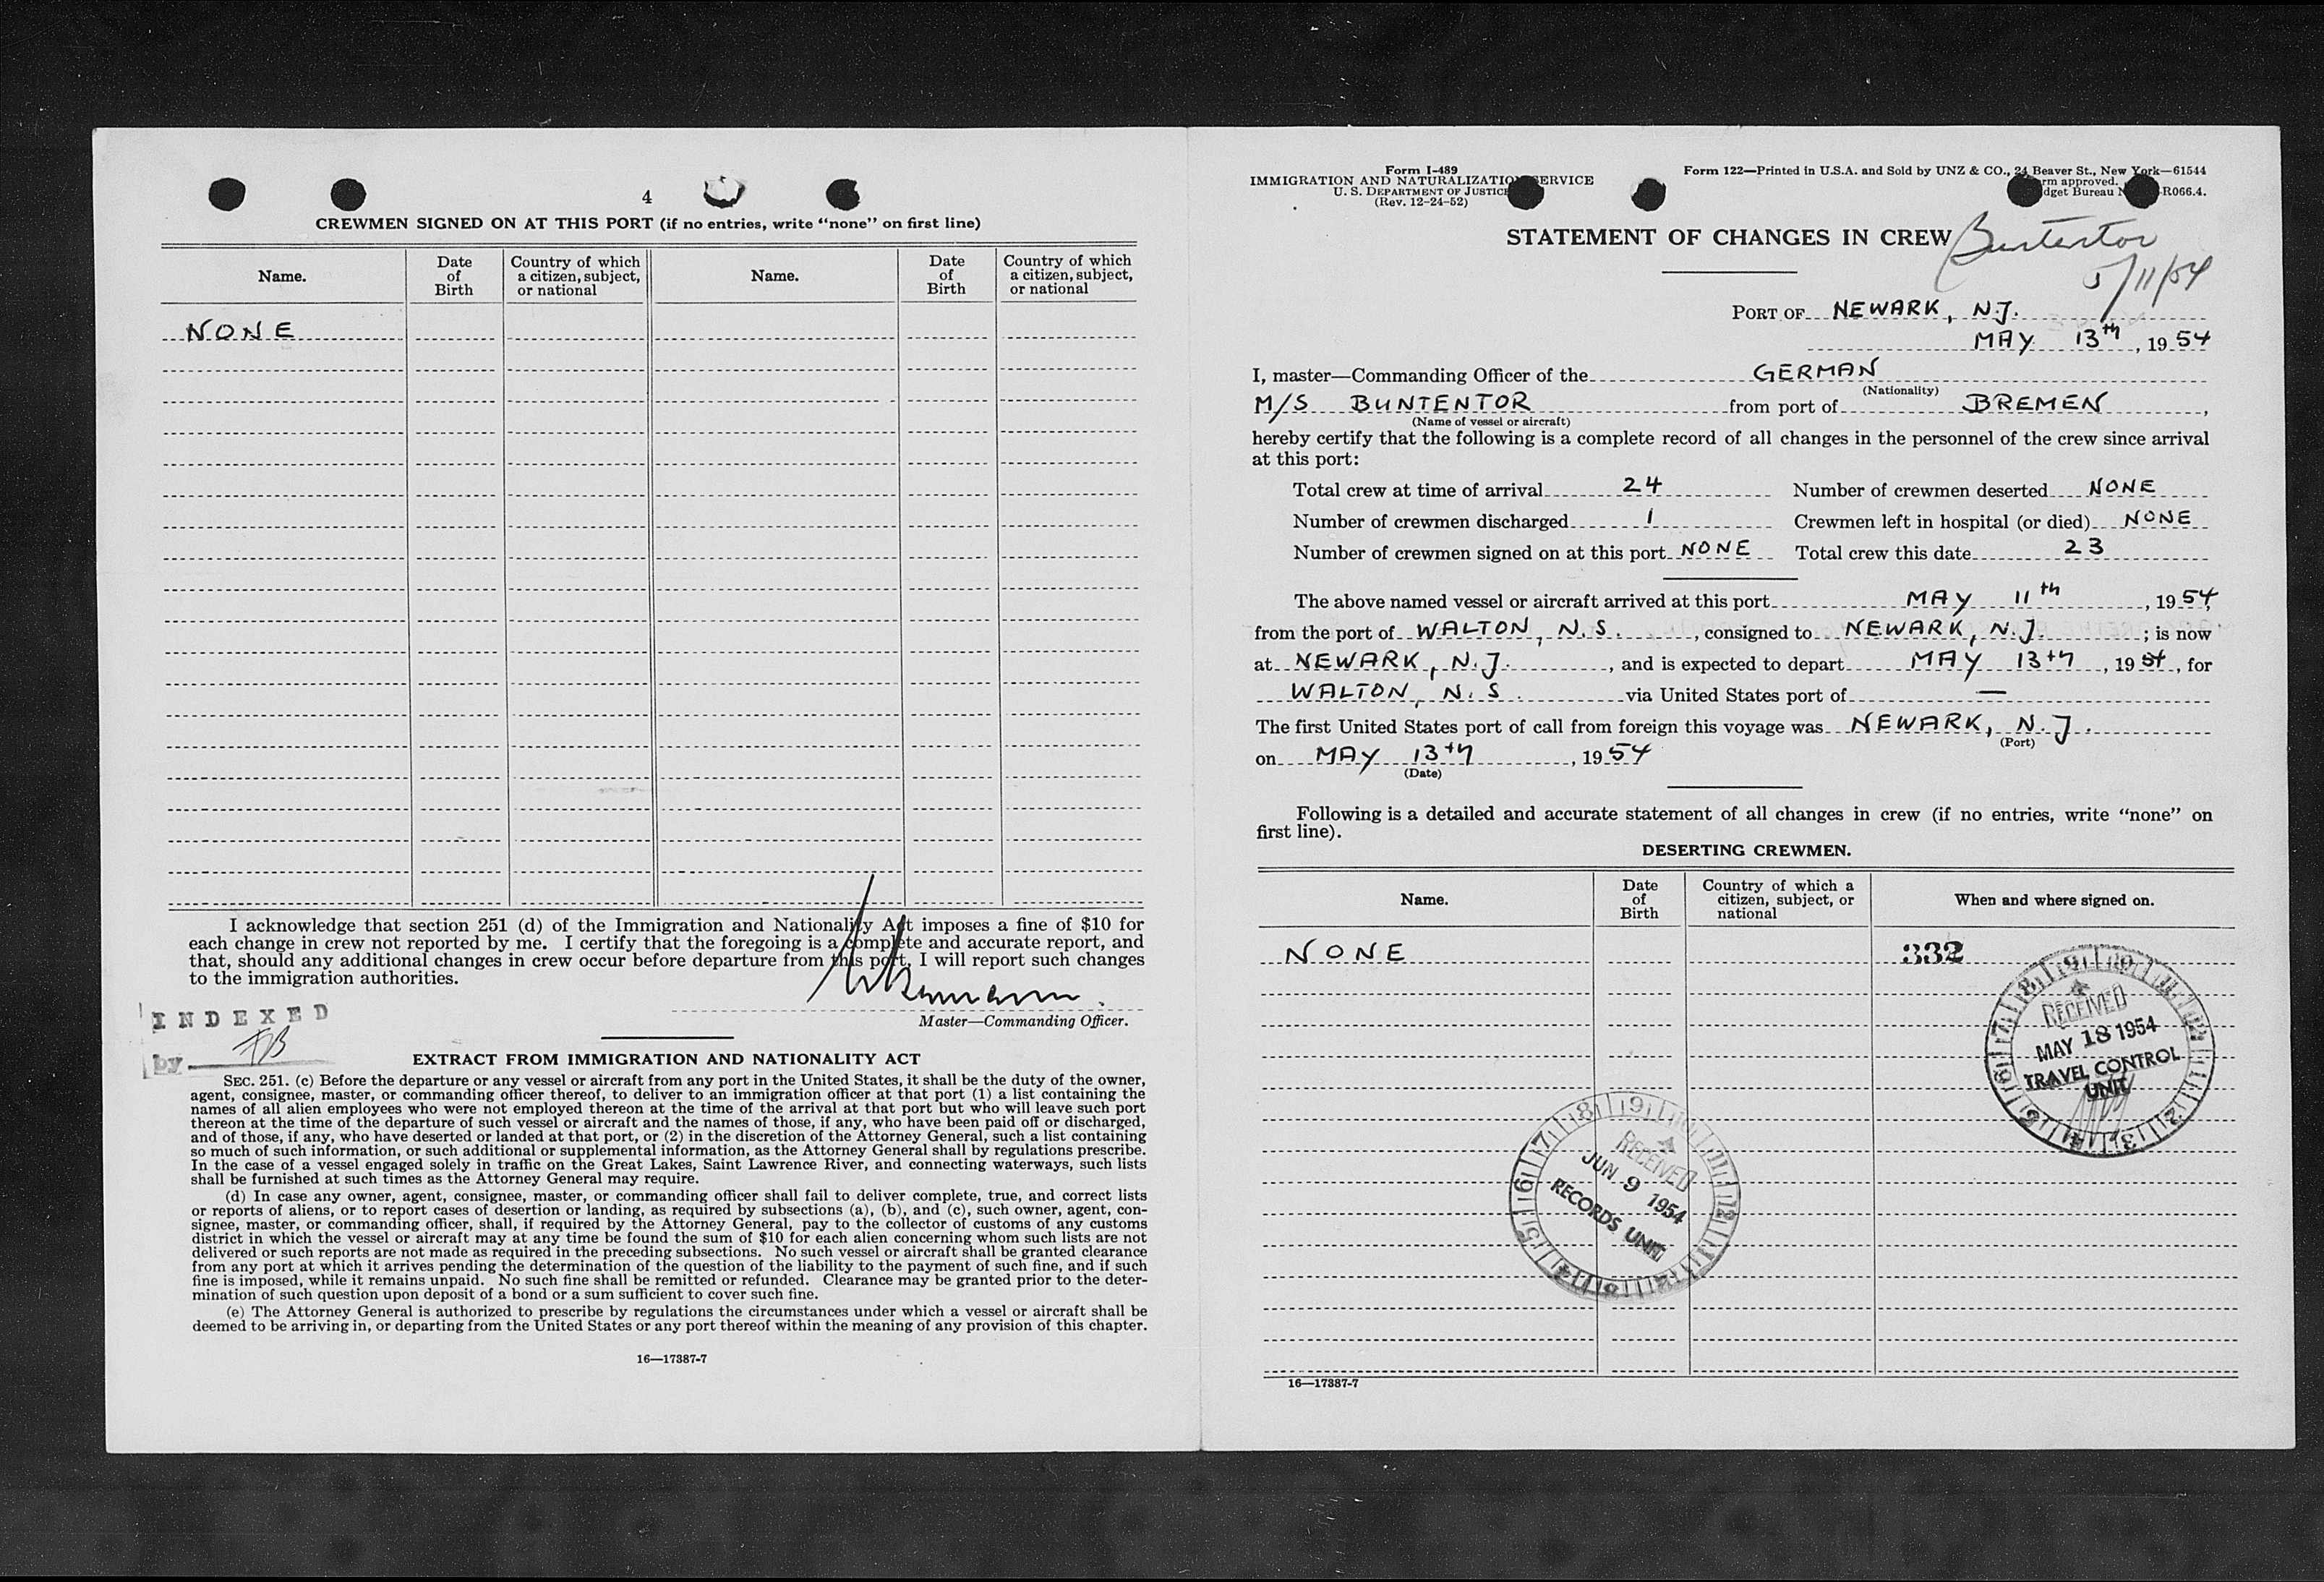 4
CREWMEN SIGNED ON AT THIS PORT (if no entries, write "none" on first line)
Name. Date of Birth Country of which a citizen, subject, or national Name. Date of Birth Country of which a citizen, subject, or national
NONE
I acknowledge that section 251 (d) of the Immigration and Nationality Act imposes a fine of $10 for
each change in crew not reported by me. I certify that the foregoing is a complete and accurate report, and
that, should any additional changes in crew occur before departure from this port, I will report such changes
to the immigration authorities.
Master—Commanding Officer.
INDEXED
by
EXTRACT FROM IMMIGRATION AND NATIONALITY ACT
SEC. 251. (c) Before the departure or any vessel or aircraft from any port in the United States, it shall be the duty of the owner,
agent, consignee, master, or commanding officer thereof, to deliver to an immigration officer at that port (1) a list containing the
names of all alien employees who were not employed thereon at the time of the arrival at that port but who will leave such port
thereon at the time of the departure of such vessel or aircraft and the names of those, if any, who have been paid off or discharged,
and of those, if any, who have deserted or landed at that port, or (2) in the discretion of the Attorney General, such a list containing
so much of such information, or such additional or supplemental information, as the Attorney General shall by regulations prescribe.
In the case of a vessel engaged solely in traffic on the Great Lakes, Saint Lawrence River, and connecting waterways, such lists
shall be furnished at such times as the Attorney General may require.
(d) In case any owner, agent, consignee, master, or commanding officer shall fail to deliver complete, true, and correct lists
or reports of aliens, or to report cases of desertion or landing, as required by subsections (a), (b), and (c), such owner, agent, con-
signee, master, or commanding officer, shall, if required by the Attorney General, pay to the collector of customs of any customs
district in which the vessel or aircraft may at any time be found the sum of $10 for each alien concerning whom such lists are not
delivered or such reports are not made as required in the preceding subsections. No such vessel or aircraft shall be granted clearance
from any port at which it arrives pending the determination of the question of the liability to the payment of such fine, and if such
fine is imposed, while it remains unpaid. No such fine shall be remitted or refunded. Clearance may be granted prior to the deter-
mination of such question upon deposit of a bond or a sum sufficient to cover such fine.
(e) The Attorney General is authorized to prescribe by regulations the circumstances under which a vessel or aircraft shall be
deemed to be arriving in, or departing from the United States or any port thereof within the meaning of any provision of this chapter.
16—17387-7
Form I-489
IMMIGRATION AND NATURALIZATION SERVICE
U. S. DEPARTMENT OF JUSTICE
(Rev. 12-24-52)
Form 122—Printed in U.S.A. and Sold by UNZ & CO., 24 Beaver St., New York—61544
approved.
Bureau R066.4.
STATEMENT OF CHANGES IN CREW
Buntentor
5/11/54
PORT OF NEWARK, N.J.
MAY 13th, 1954
I, master—Commanding Officer of the GERMAN
(Nationality)
M/S BUNTENTOR from port of BREMEN,
(Name of vessel or aircraft)
hereby certify that the following is a complete record of all changes in the personnel of the crew since arrival
at this port:
Total crew at time of arrival 24 Number of crewmen deserted NONE
Number of crewmen discharged 1 Crewmen left in hospital (or died) NONE
Number of crewmen signed on at this port NONE Total crew this date 23
The above named vessel or aircraft arrived at this port MAY 11th, 1954,
from the port of WALTON, N.S., consigned to NEWARK, N.J.; is now
at NEWARK, N.J., and is expected to depart MAY 13th, 1954, for
WALTON, N.S. via United States port of —
The first United States port of call from foreign this voyage was NEWARK, N.J.
(Port)
on MAY 13th, 1954
(Date)
Following is a detailed and accurate statement of all changes in crew (if no entries, write "none" on
first line).
DESERTING CREWMEN.
Name. Date of Birth Country of which a citizen, subject, or national When and where signed on.
NONE 332
RECEIVED
MAY 18 1954
TRAVEL CONTROL
UNIT
RECEIVED
JUN 9 1954
RECORDS UNIT
16—17387-7